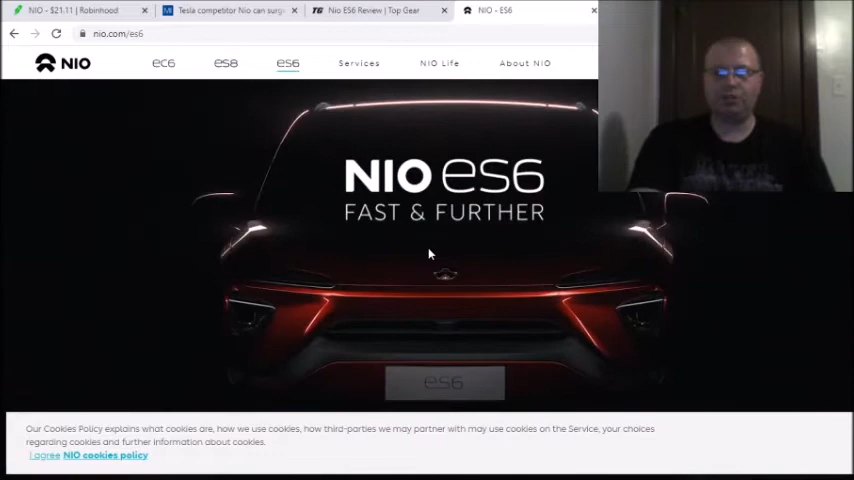 NIO - $21.11 | Robinhood
Tesla competitor Nio can surge
TG Nio ES6 Review | Top Gear
NIO - ES6
nio.com/es6
NIO ec6 es8 es6 Services NIO Life About NIO
NIO es6
FAST & FURTHER
es6
Our Cookies Policy explains what cookies are, how we use cookies, how third-parties we may partner with may use cookies on the Service, your choices
regarding cookies and further information about cookies.
I agree NIO cookies policy